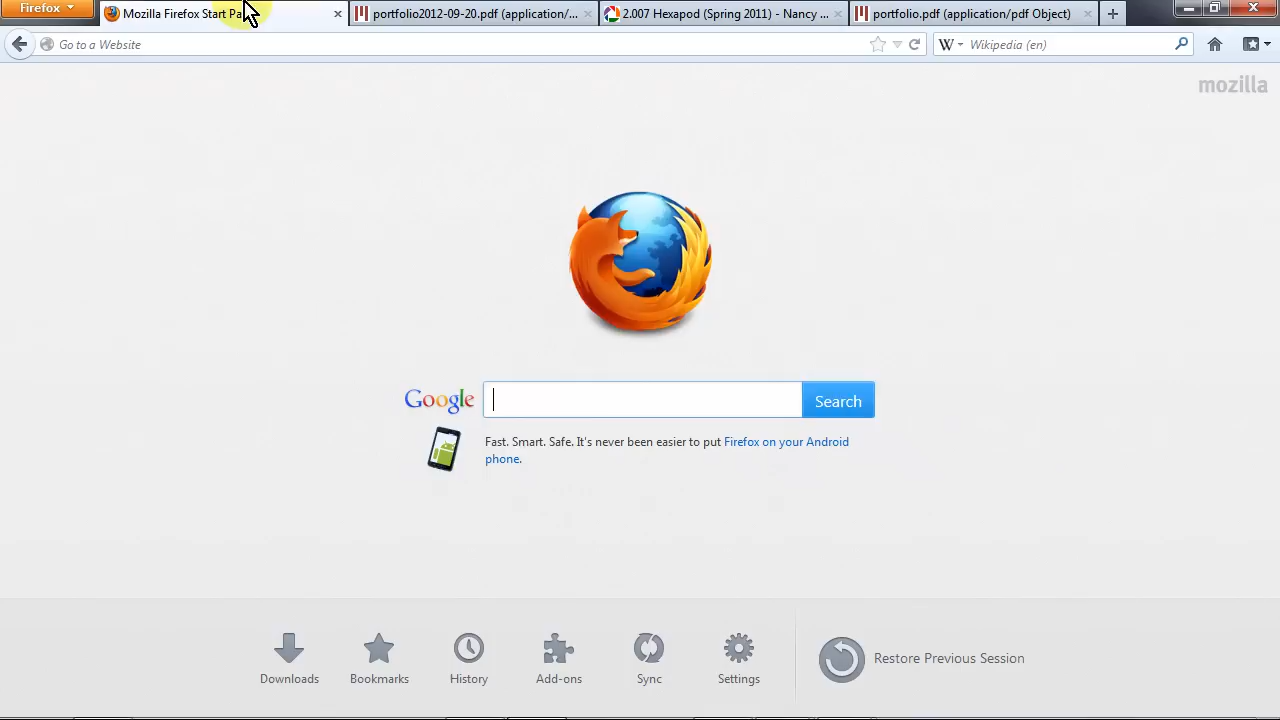 Firefox
Mozilla Firefox Start Pa
portfolio2012-09-20.pdf (application/...
2.007 Hexapod (Spring 2011) - Nancy ...
portfolio.pdf (application/pdf Object)
Go to a Website
W
Wikipedia (en)
mozilla
Google
Search
Fast. Smart. Safe. It's never been easier to put Firefox on your Android
phone.
Downloads
Bookmarks
History
Add-ons
Sync
Settings
Restore Previous Session